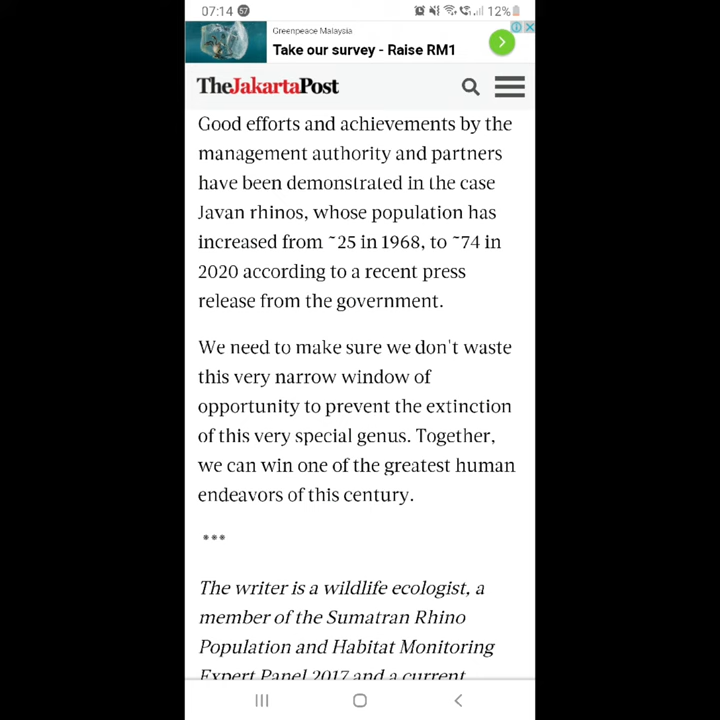 07:14 57 12%
Greenpeace Malaysia
Take our survey - Raise RM1
TheJakartaPost
Good efforts and achievements by the
management authority and partners
have been demonstrated in the case
Javan rhinos, whose population has
increased from ~25 in 1968, to ~74 in
2020 according to a recent press
release from the government.
We need to make sure we don't waste
this very narrow window of
opportunity to prevent the extinction
of this very special genus. Together,
we can win one of the greatest human
endeavors of this century.
***
The writer is a wildlife ecologist, a
member of the Sumatran Rhino
Population and Habitat Monitoring
Expert Panel 2017 and a current